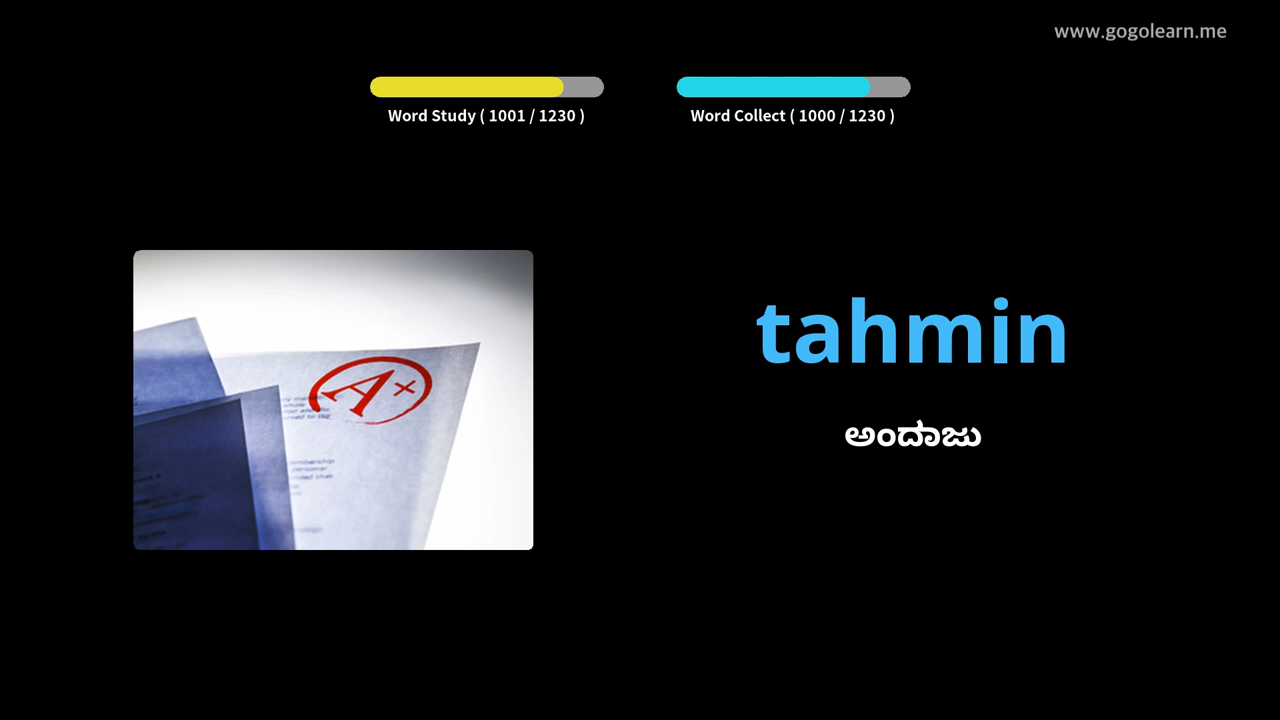 www.gogolearn.me
Word Study ( 1001 / 1230 )
Word Collect ( 1000 / 1230 )
A+
tahmin
ಅಂದಾಜು